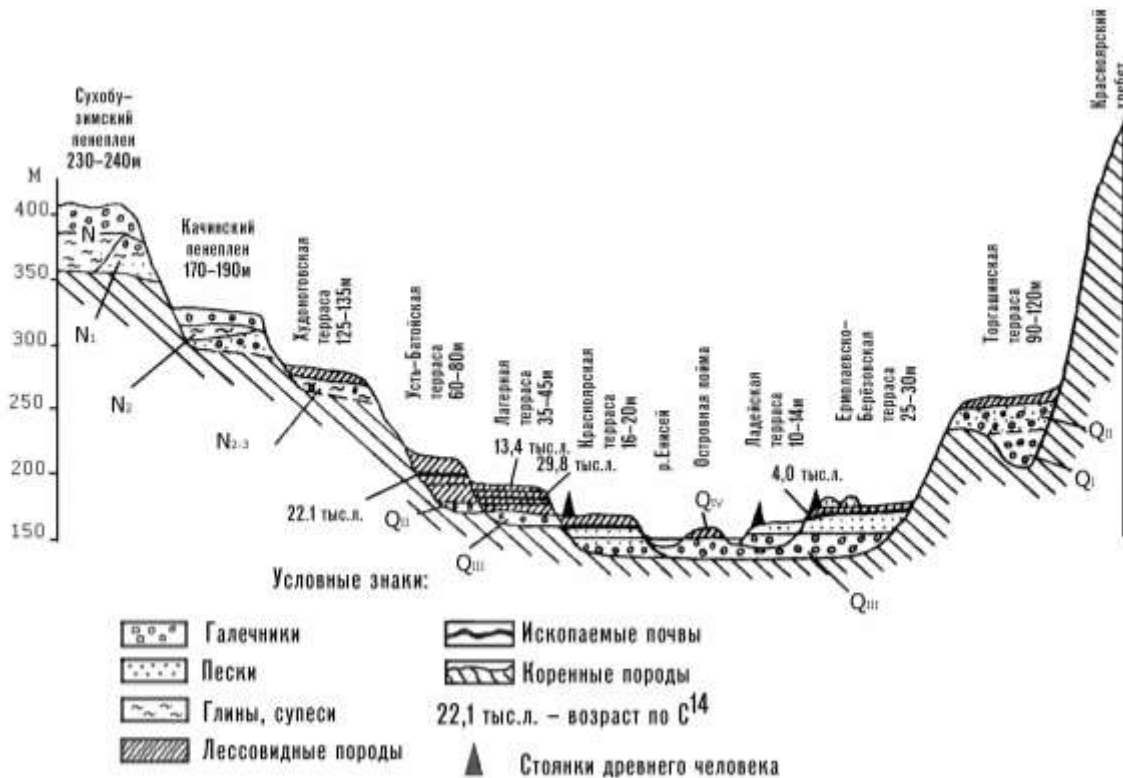 Сухобу-
зимский
пенеплен
230–240м
М
400
350
300
250
200
150
Качинский
пенеплен
170–190м
Худоноговская
терраса
125–135м
Усть-Батойская
терраса
60–80м
Лагерная
терраса
35–45м
13,4 тыс.л.
29,8 тыс.л.
Красноярская
терраса
16–20м
р.Енисей
Островная пойма
Ладейская
терраса
10–14м
4,0 тыс.л.
Ермолаевско-
Берёзовская
терраса
25–30м
Торгашинская
терраса
90–120м
Красноярский
хребет
N
N1
N2
N2-3
22.1 тыс.л.
QII
QIII
QIV
QIII
QII
QI
Условные знаки:
Галечники
Пески
Глины, супеси
Лессовидные породы
Ископаемые почвы
Коренные породы
22,1 тыс.л. – возраст по С14
Стоянки древнего человека